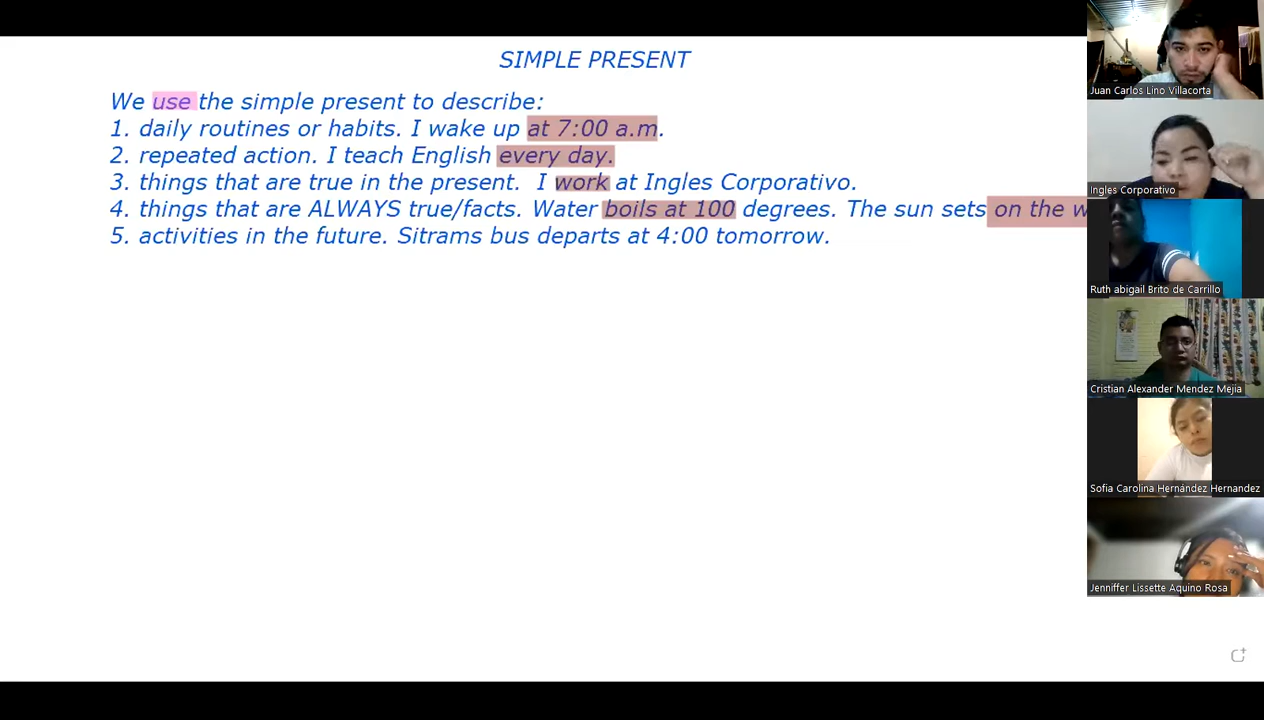 SIMPLE PRESENT
We use the simple present to describe:
1. daily routines or habits. I wake up at 7:00 a.m.
2. repeated action. I teach English every day.
3. things that are true in the present. I work at Ingles Corporativo.
4. things that are ALWAYS true/facts. Water boils at 100 degrees. The sun sets on the w
5. activities in the future. Sitrams bus departs at 4:00 tomorrow.
Juan Carlos Lino Villacorta
Ingles Corporativo
Ruth abigail Brito de Carrillo
Cristian Alexander Mendez Mejia
Sofia Carolina Hernández Hernandez
Jenniffer Lissette Aquino Rosa